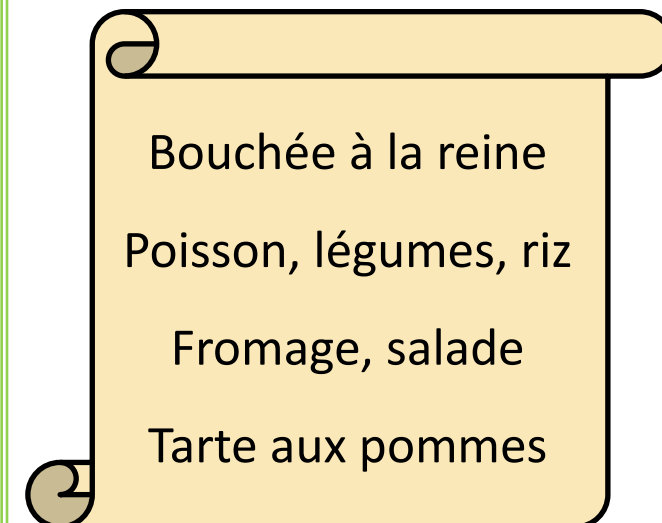 Bouchée à la reine
Poisson, légumes, riz
Fromage, salade
Tarte aux pommes